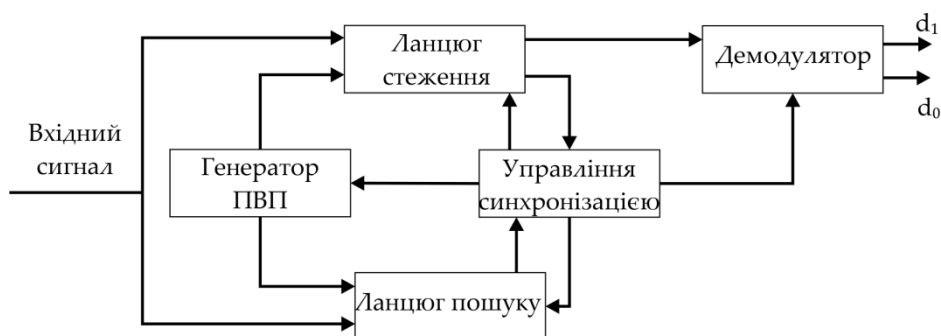 Ланцюг
стеження
Демодулятор
d1
d0
Вхідний
сигнал
Генератор
ПВП
Управління
синхронізацією
Ланцюг пошуку